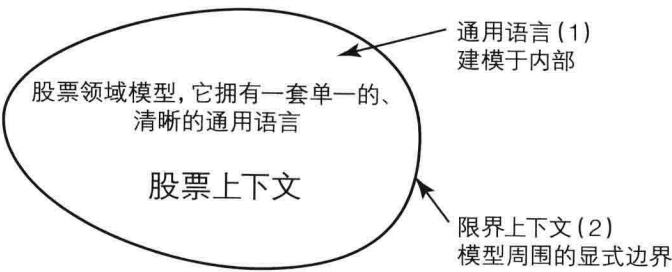 通用语言(1)
建模于内部
股票领域模型,它拥有一套单一的、
清晰的通用语言
股票上下文
限界上下文(2)
模型周围的显式边界